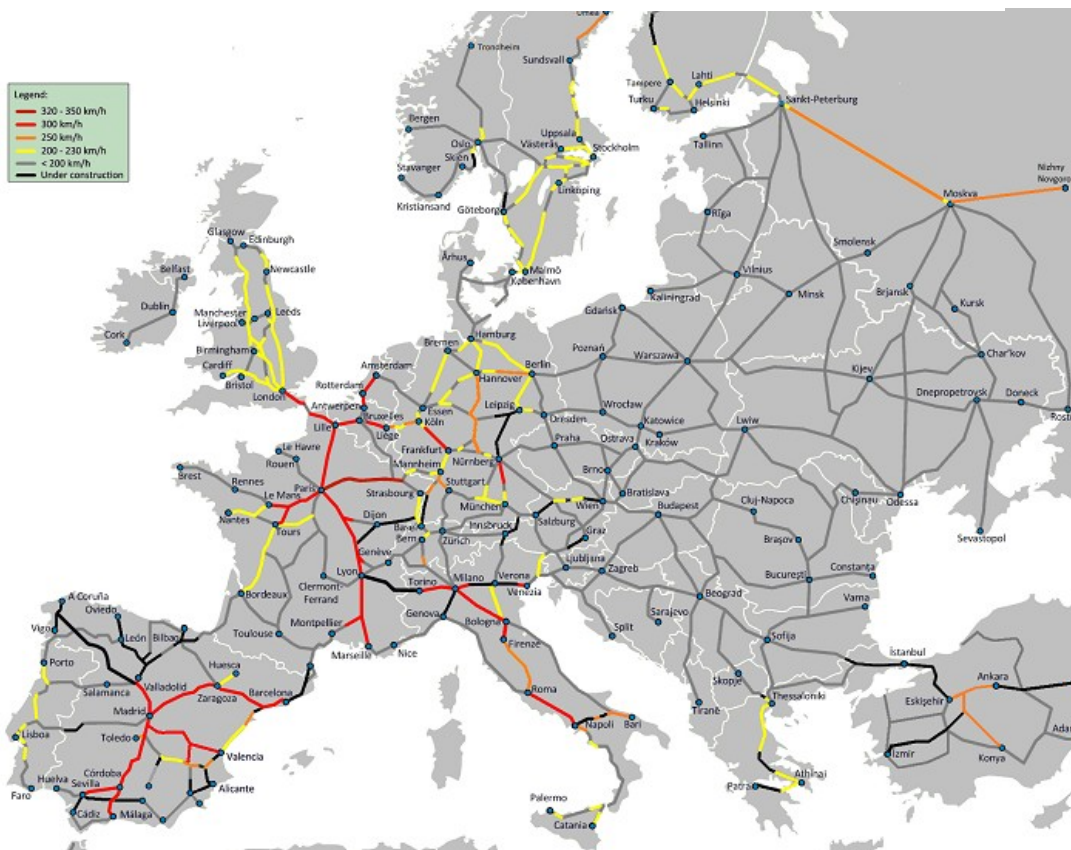 Umeå
Trondheim
Sundsvall
Legend:
320 - 350 km/h
300 km/h
250 km/h
200 - 230 km/h
< 200 km/h
Under construction
Tampere
Lahti
Turku
Helsinki
Sankt-Peterburg
Bergen
Oslo
Uppsala
Västerås
Stockholm
Tallinn
Skien
Stavanger
Linköping
Kristiansand
Göteborg
Nizhny
Novgoro
Moskva
Rīga
Glasgow
Edinburgh
Smolensk
Belfast
Newcastle
Århus
Malmö
København
Vilnius
Kaliningrad
Minsk
Brjansk
Dublin
Manchester
Leeds
Liverpool
Gdańsk
Kursk
Cork
Hamburg
Bremen
Birmingham
Poznań
Warszawa
Char'kov
Cardiff
Bristol
Amsterdam
Berlin
Hannover
Kijev
London
Rotterdam
Antwerpen
Essen
Leipzig
Wrocław
Dnepropetrovsk
Doneck
Rosto
Bruxelles
Köln
Dresden
Katowice
Lille
Liège
Praha
Ostrava
Kraków
Lwiw
Le Havre
Frankfurt
Nürnberg
Rouen
Mannheim
Brno
Brest
Rennes
Paris
Stuttgart
Strasbourg
Bratislava
Cluj-Napoca
Chișinau
Odessa
Le Mans
München
Wien
Budapest
Nantes
Tours
Dijon
Basel
Innsbruck
Salzburg
Sevastopol
Bern
Zürich
Graz
Brașov
Genève
Ljubljana
Zagreb
Lyon
Torino
Milano
Verona
București
Constanța
Clermont-
Ferrand
Venezia
Beograd
Bordeaux
Varna
A Coruña
Genova
Bologna
Sarajevo
Oviedo
Montpellier
Firenze
Split
Vigo
León
Bilbao
Toulouse
Marseille
Nice
Sofija
İstanbul
Porto
Huesca
Skopje
Ankara
Salamanca
Valladolid
Barcelona
Roma
Thessaloniki
Eskişehir
Zaragoza
Madrid
Tiranë
Napoli
Bari
Lisboa
Toledo
Valencia
Adan
İzmir
Konya
Córdoba
Huelva
Sevilla
Alicante
Athinai
Patra
Faro
Palermo
Cádiz
Málaga
Catania